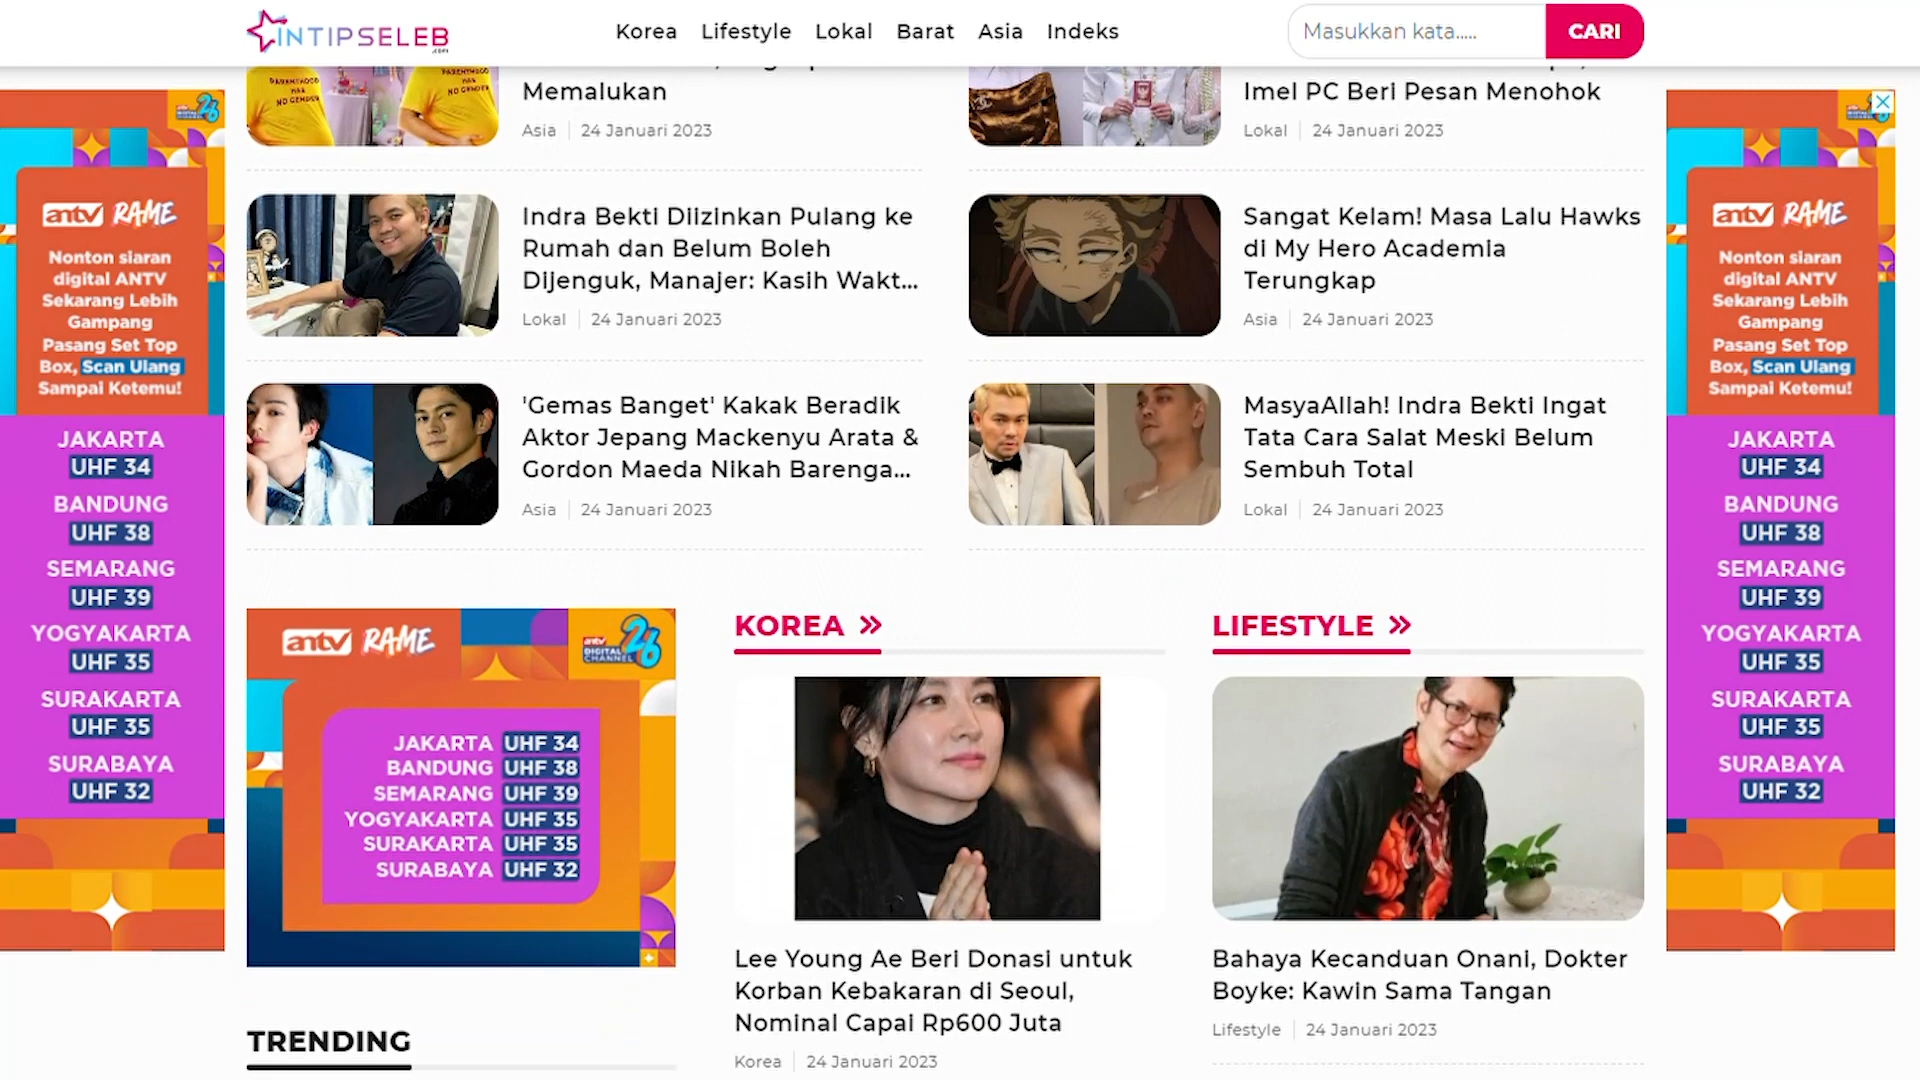 INTIPSELEB
.com
Korea Lifestyle Lokal Barat Asia Indeks
Masukkan kata.....
CARI
PARENTHOOD
HAS
NO GENDER
PARENTHOOD
HAS
NO GENDER
Memalukan
Asia 24 Januari 2023
Imel PC Beri Pesan Menohok
Lokal 24 Januari 2023
Indra Bekti Diizinkan Pulang ke
Rumah dan Belum Boleh
Dijenguk, Manajer: Kasih Wakt...
Lokal 24 Januari 2023
Sangat Kelam! Masa Lalu Hawks
di My Hero Academia
Terungkap
Asia 24 Januari 2023
'Gemas Banget' Kakak Beradik
Aktor Jepang Mackenyu Arata &
Gordon Maeda Nikah Barenga...
Asia 24 Januari 2023
MasyaAllah! Indra Bekti Ingat
Tata Cara Salat Meski Belum
Sembuh Total
Lokal 24 Januari 2023
antv RAME
Nonton siaran
digital ANTV
Sekarang Lebih
Gampang
Pasang Set Top
Box, Scan Ulang
Sampai Ketemu!
JAKARTA
UHF 34
BANDUNG
UHF 38
SEMARANG
UHF 39
YOGYAKARTA
UHF 35
SURAKARTA
UHF 35
SURABAYA
UHF 32
antv RAME
antv
DIGITAL
CHANNEL 26
JAKARTA UHF 34
BANDUNG UHF 38
SEMARANG UHF 39
YOGYAKARTA UHF 35
SURAKARTA UHF 35
SURABAYA UHF 32
TRENDING
KOREA
Lee Young Ae Beri Donasi untuk
Korban Kebakaran di Seoul,
Nominal Capai Rp600 Juta
Korea 24 Januari 2023
LIFESTYLE
Bahaya Kecanduan Onani, Dokter
Boyke: Kawin Sama Tangan
Lifestyle 24 Januari 2023
antv RAME
Nonton siaran
digital ANTV
Sekarang Lebih
Gampang
Pasang Set Top
Box, Scan Ulang
Sampai Ketemu!
JAKARTA
UHF 34
BANDUNG
UHF 38
SEMARANG
UHF 39
YOGYAKARTA
UHF 35
SURAKARTA
UHF 35
SURABAYA
UHF 32